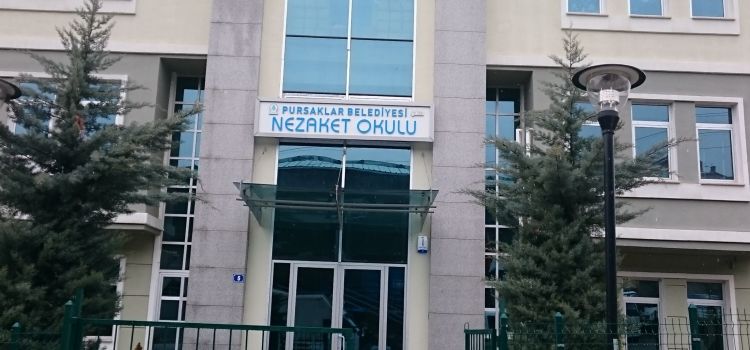 PURSAKLAR BELEDİYESİ
NEZAKET OKULU